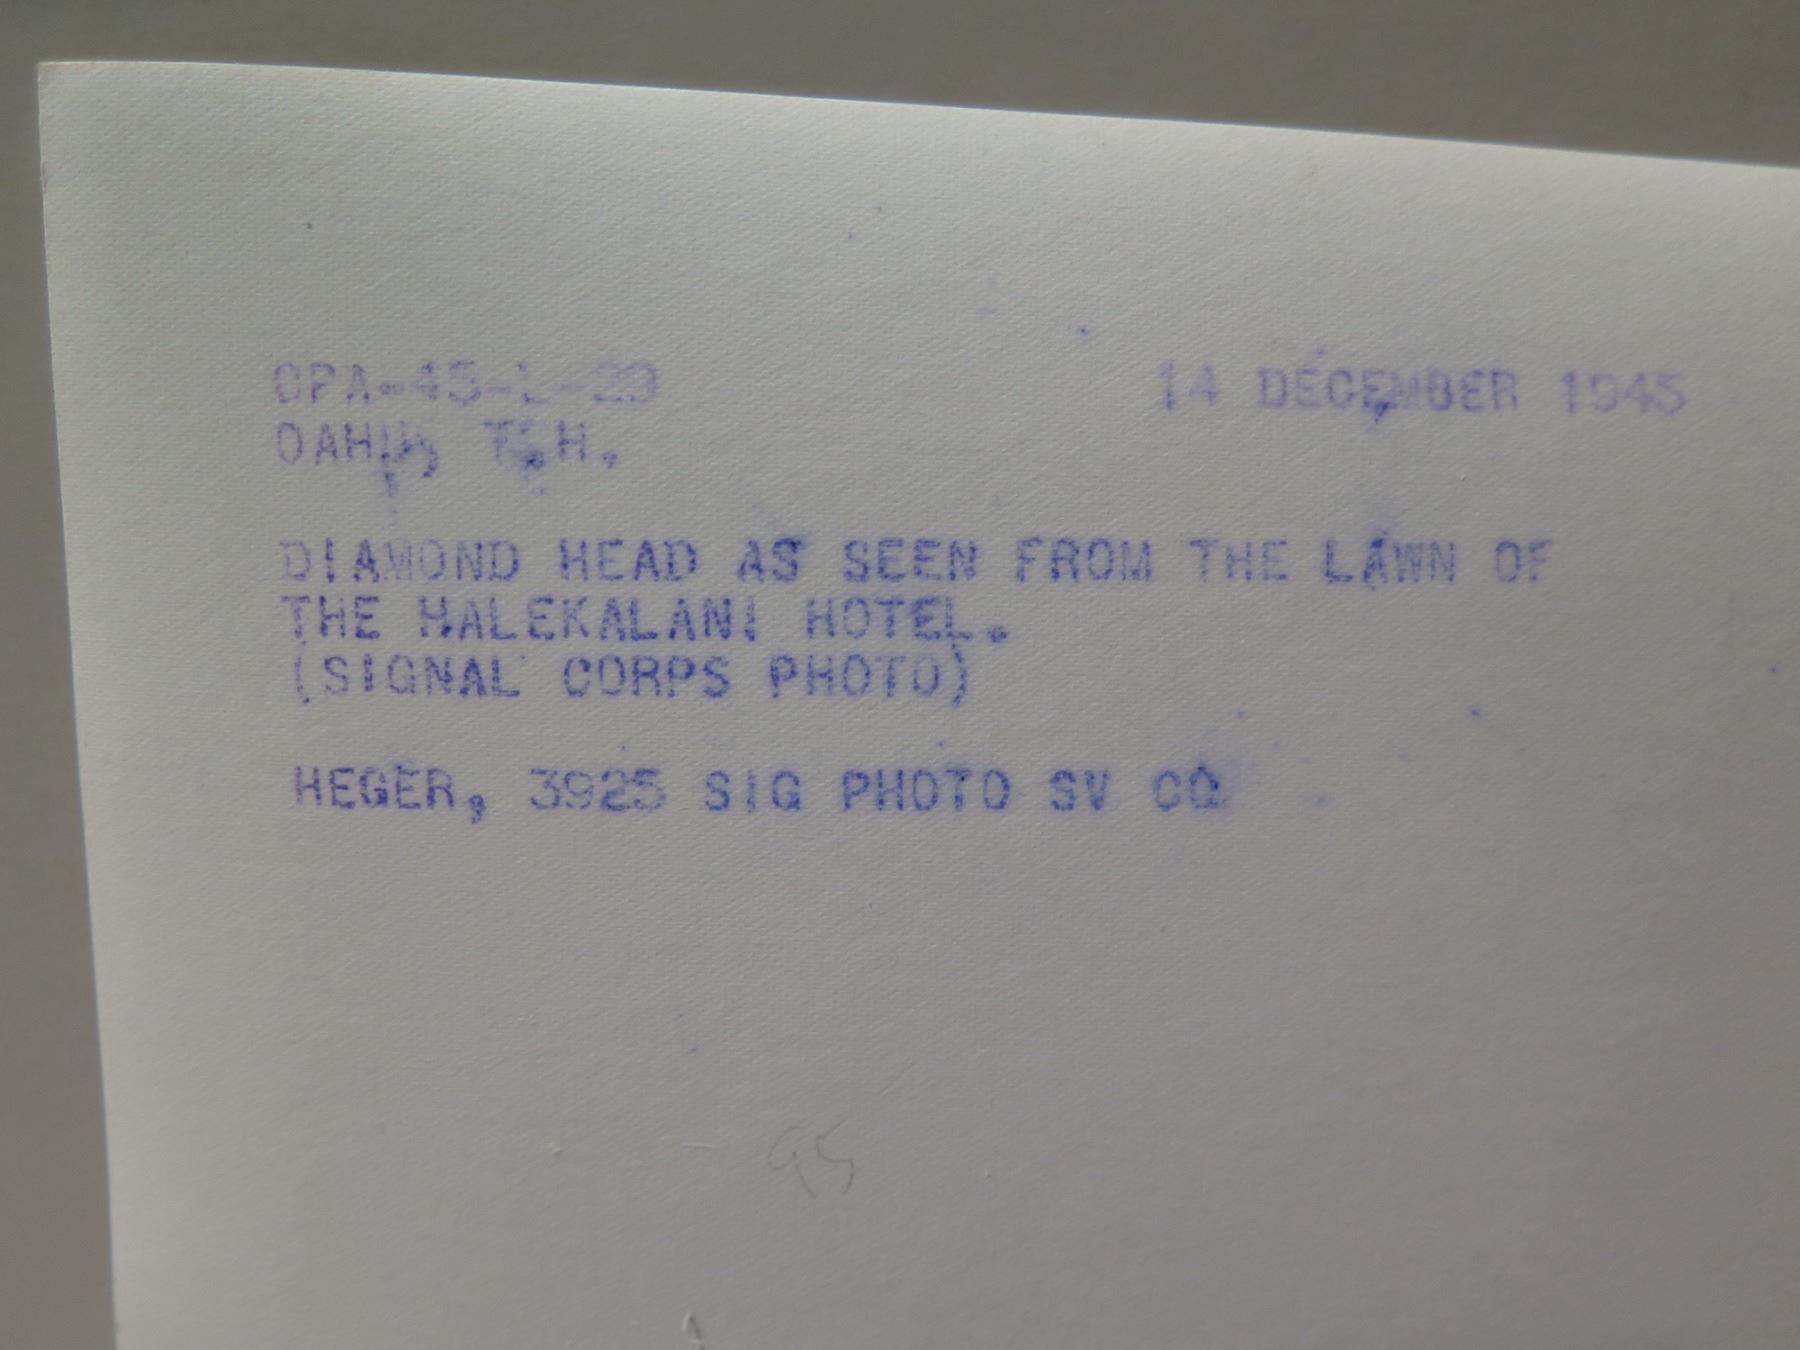 CPA-45-L-29 14 DECEMBER 1945
OAHU, T.H.
DIAMOND HEAD AS SEEN FROM THE LAWN OF
THE HALEKALANI HOTEL.
(SIGNAL CORPS PHOTO)
HEGER, 3925 SIG PHOTO SV CO
95